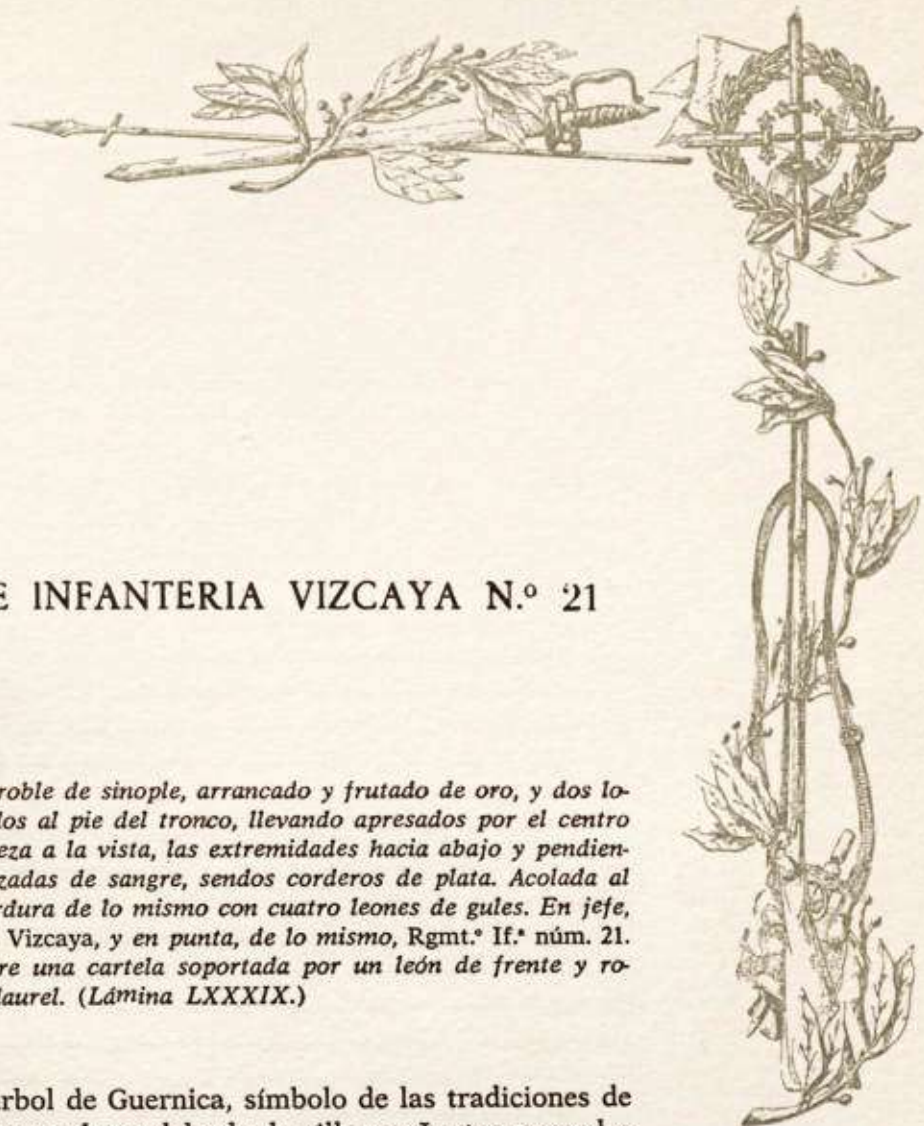 E INFANTERIA VIZCAYA N.º 21
roble de sinople, arrancado y frutado de oro, y dos lo-
los al pie del tronco, llevando apresados por el centro
eza a la vista, las extremidades hacia abajo y pendien-
zadas de sangre, sendos corderos de plata. Acolada al
rdura de lo mismo con cuatro leones de gules. En jefe,
Vizcaya, y en punta, de lo mismo, Rgmt.º If.ª núm. 21.
re una cartela soportada por un león de frente y ro-
laurel. (Lámina LXXXIX.)
rbol de Guernica, símbolo de las tradiciones de